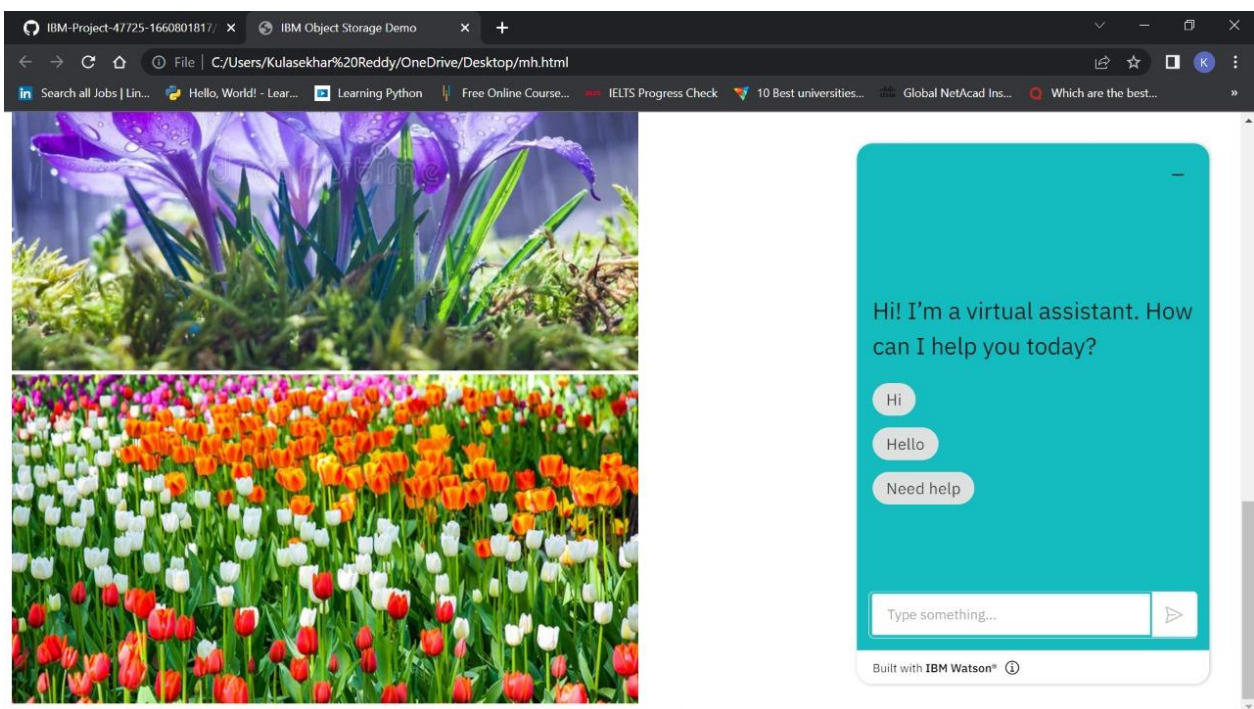 IBM-Project-47725-1660801817/
IBM Object Storage Demo
File | C:/Users/Kulasekhar%20Reddy/OneDrive/Desktop/mh.html
K
in Search all Jobs | Lin... Hello, World! - Lear... Learning Python Free Online Course... IELTS Progress Check 10 Best universities... Global NetAcad Ins... Which are the best... »
dreamstime
Hi! I'm a virtual assistant. How
can I help you today?
Hi
Hello
Need help
Type something...
Built with IBM Watson®